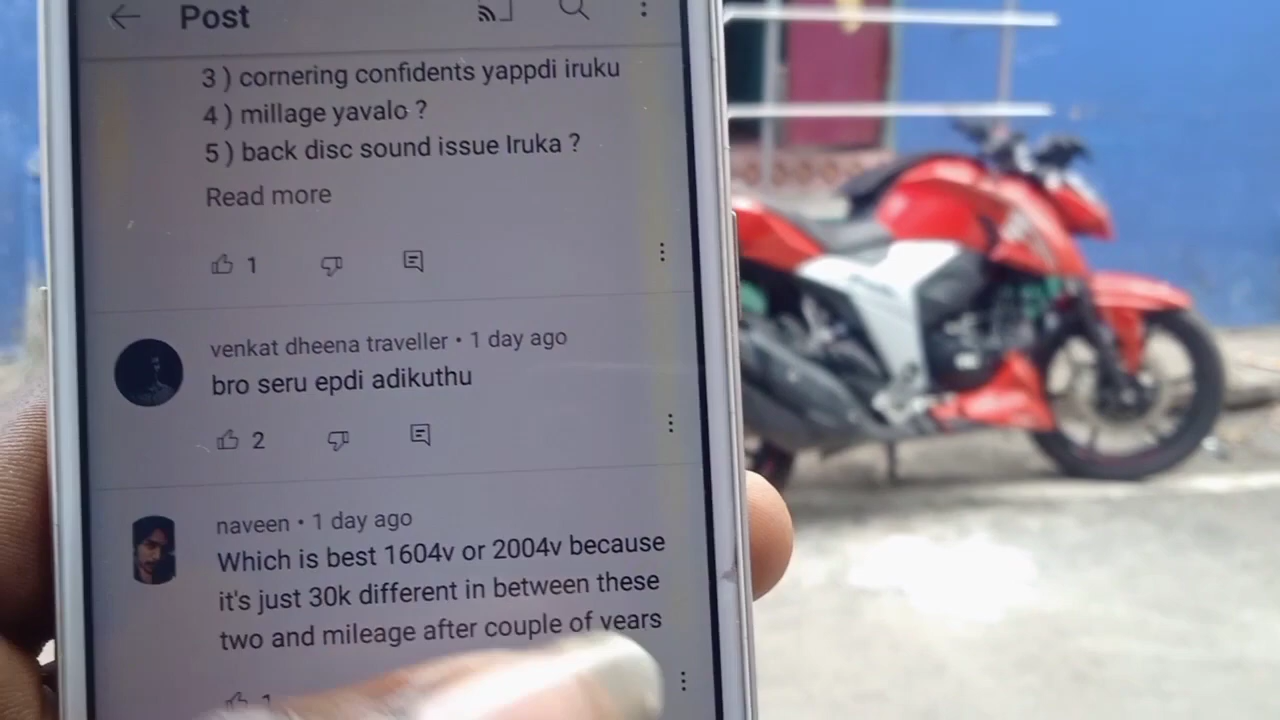 Post
3 ) cornering confidents yappdi iruku
4 ) millage yavalo ?
5 ) back disc sound issue Iruka ?
Read more
1
venkat dheena traveller • 1 day ago
bro seru epdi adikuthu
2
naveen • 1 day ago
Which is best 1604v or 2004v because
it's just 30k different in between these
two and mileage after couple of years
1